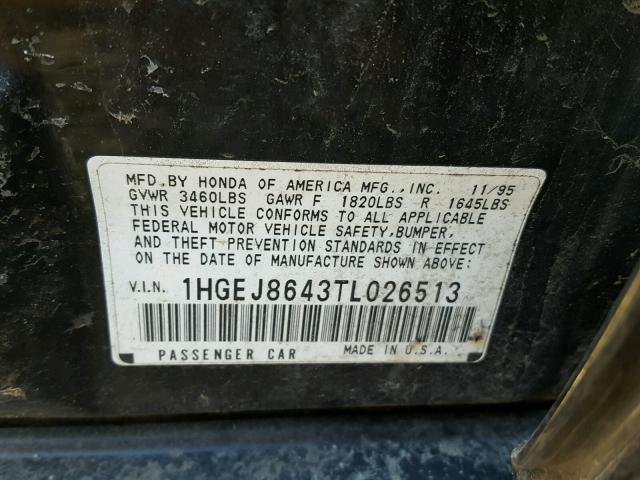 MFD.BY HONDA OF AMERICA MFG.,INC. 11/95
GVWR 3460LBS GAWR F 1820LBS R 1645LBS
THIS VEHICLE CONFORMS TO ALL APPLICABLE
FEDERAL MOTOR VEHICLE SAFETY,BUMPER,
AND THEFT PREVENTION STANDARDS IN EFFECT
ON THE DATE OF MANUFACTURE SHOWN ABOVE:
V.I.N. 1HGEJ8643TL026513
PASSENGER CAR MADE IN U.S.A.